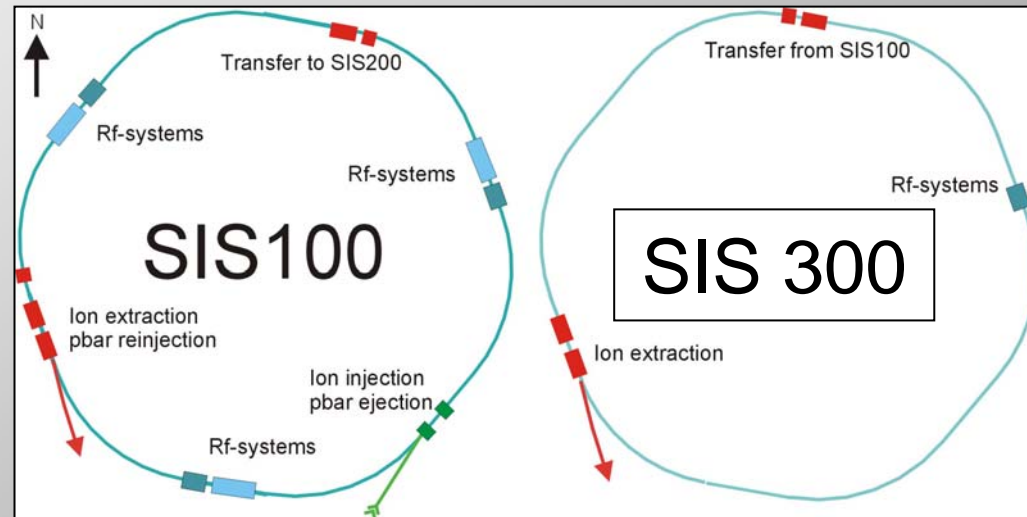 N
Transfer to SIS200
Rf-systems
Rf-systems
SIS100
Ion extraction
pbar reinjection
Ion injection
pbar ejection
Rf-systems
Transfer from SIS100
Rf-systems
SIS 300
Ion extraction